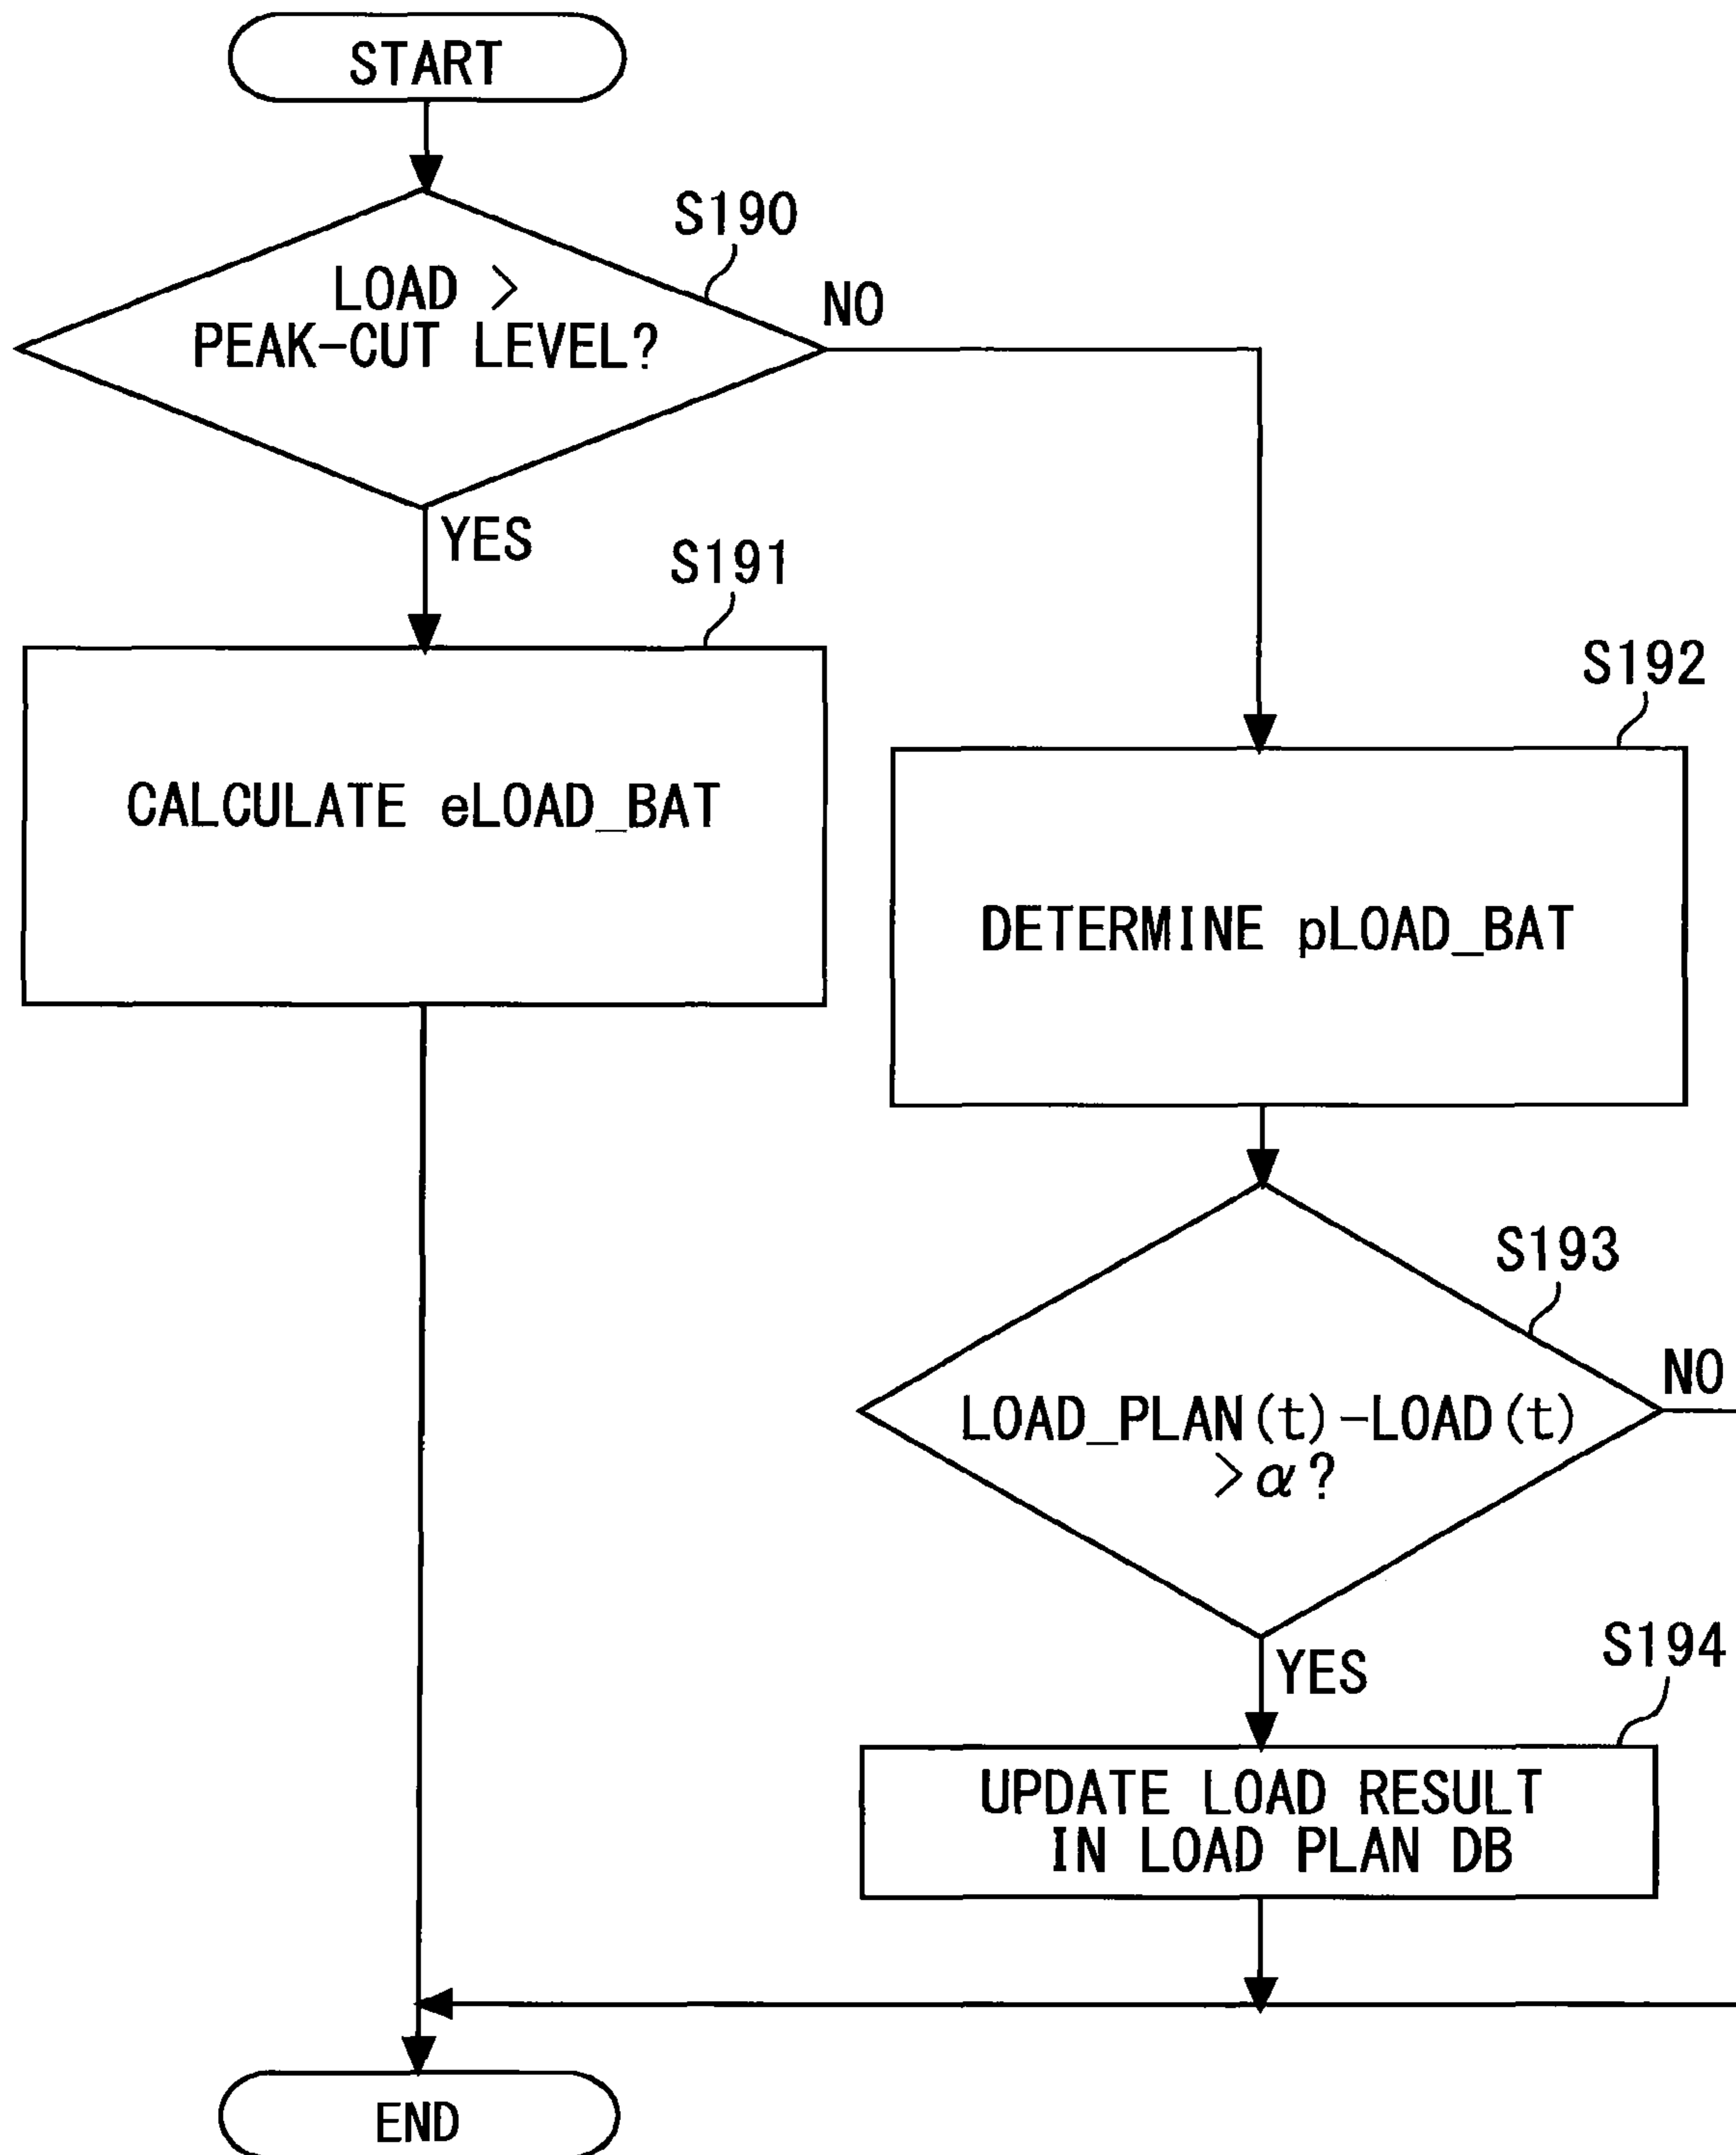 START
S190
LOAD >
PEAK-CUT LEVEL?
NO
YES
S191
CALCULATE eLOAD_BAT
S192
DETERMINE pLOAD_BAT
S193
LOAD_PLAN(t)-LOAD(t)
>α?
NO
YES
S194
UPDATE LOAD RESULT
IN LOAD PLAN DB
END